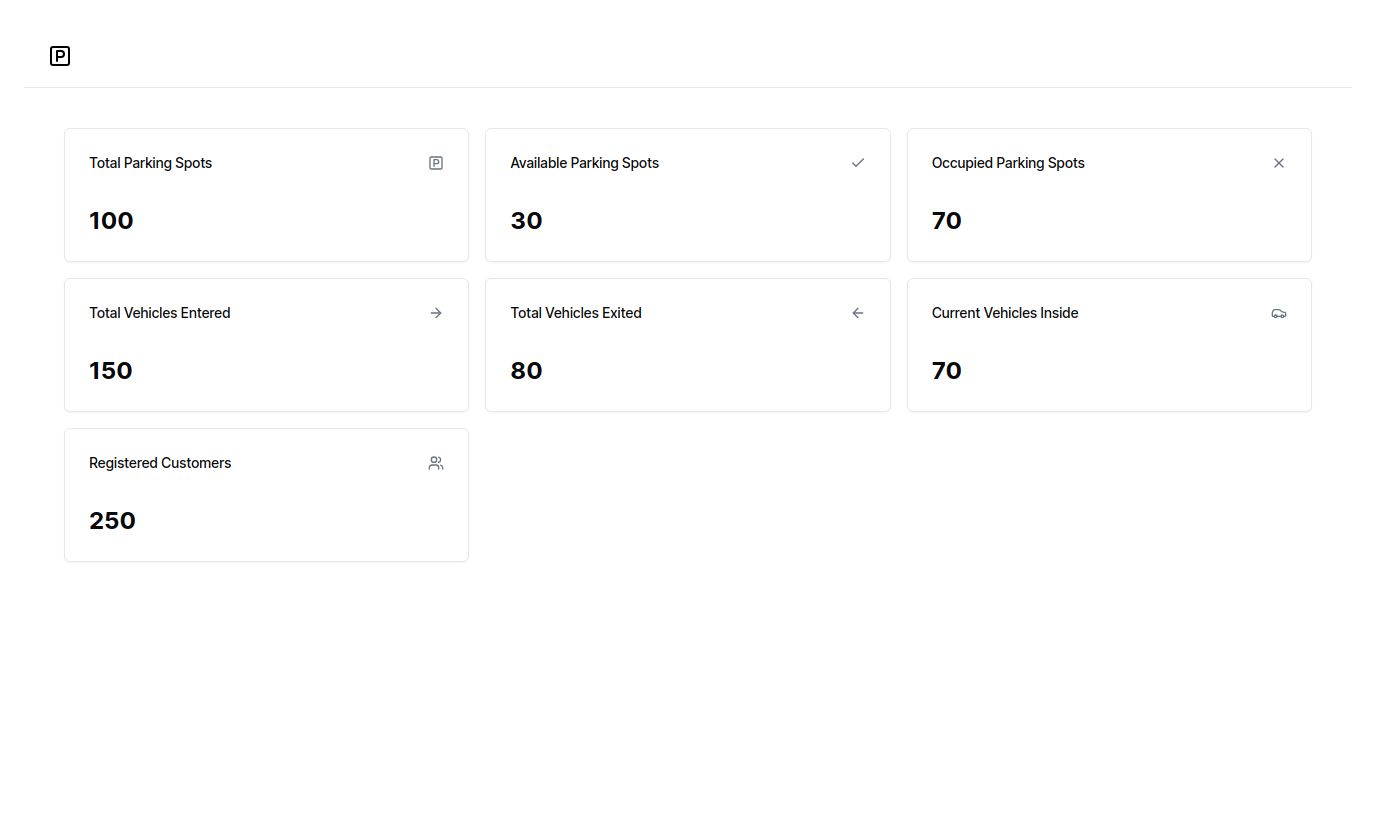 P
Total Parking Spots
P
100
Available Parking Spots
30
Occupied Parking Spots
70
Total Vehicles Entered
150
Total Vehicles Exited
80
Current Vehicles Inside
70
Registered Customers
250